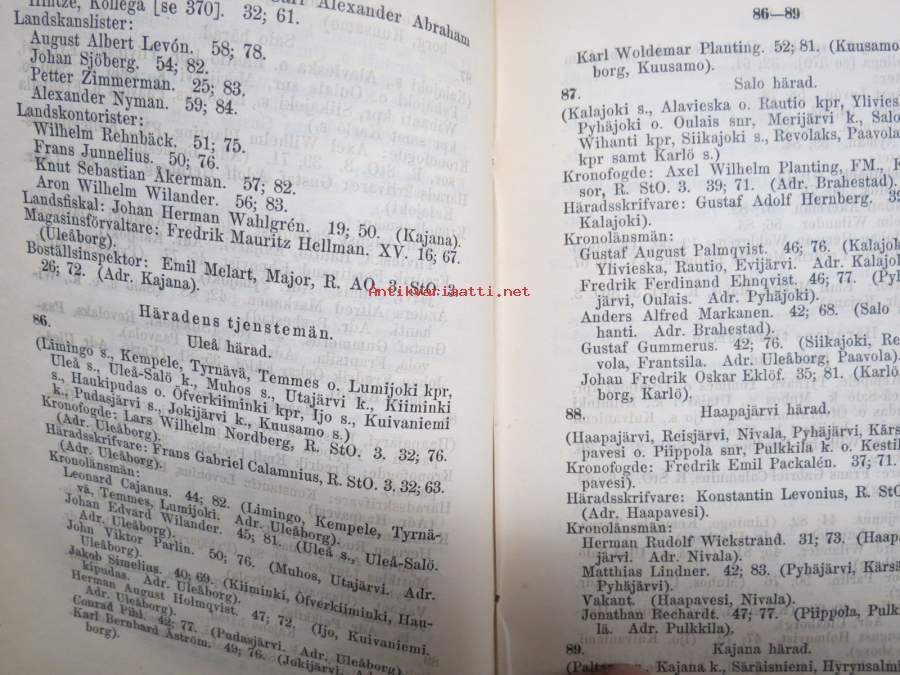 Hintze, Kollega [se 370]. 32; 61. Alexander Abraham
Landskanslister:
August Albert Levón. 58; 78.
Johan Sjöberg. 54; 82.
Petter Zimmerman. 25; 83.
Alexander Nyman. 59; 84.
Landskontorister:
Wilhelm Rehnbäck. 51; 75.
Frans Junnelius. 50; 76.
Knut Sebastian Åkerman. 57; 82.
Aron Wilhelm Wilander. 56; 83.
Landsfiskal: Johan Herman Wahlgrén. 19; 50. (Kajana).
Magasinsförvaltare: Fredrik Mauritz Hellman. XV. 16; 67.
(Uleåborg).
Boställsinspektor: Emil Melart, Major, R. AO. 3; StO. 3.
26; 72. (Adr. Kajana).
Häradens tjenstemän.
86.
Uleå härad.
(Limingo s., Kempele, Tyrnävä, Temmes o. Lumijoki kpr,
Uleå s., Uleå-Salö k., Muhos s., Utajärvi k., Kiiminki
s., Haukipudas o. Öfverkiiminki kpr, Ijo s., Kuivaniemi
k., Pudasjärvi s., Jokijärvi k., Kuusamo s.)
Kronofogde: Lars Wilhelm Nordberg, R. StO. 3. 32; 76.
(Adr. Uleåborg).
Häradsskrifvare: Frans Gabriel Calamnius, R. StO. 3. 32; 63.
(Adr. Uleåborg).
Kronolänsmän:
Leonard Cajanus. 44; 82. (Limingo, Kempele, Tyrnä-
vä, Temmes, Lumijoki. Adr. Uleåborg).
Johan Edvard Wilander. 45; 81. (Uleå s., Uleå-Salö.
Adr. Uleåborg).
John Viktor Parlin. 50; 76. (Muhos, Utajärvi. Adr.
Uleåborg).
Jakob Simelius. 40; 69. (Kiiminki, Öfverkiiminki, Hau-
kipudas. Adr. Uleåborg).
Herman August Holmqvist. 47; 72. (Ijo, Kuivaniemi.
Adr. Uleåborg).
Conrad Pihl. 42; 77. (Pudasjärvi. Adr. Uleåborg).
Karl Bernhard Åström. 49; 76. (Jokijärvi.
borg).
Antikvariaatti.net
86—89
Karl Woldemar Planting. 52; 81. (Kuusamo
borg, Kuusamo).
87.
Salo härad.
(Kalajoki s., Alavieska o. Rautio kpr, Ylivies
Pyhäjoki o. Oulais snr, Merijärvi k., Salo
Wihanti kpr, Siikajoki s., Revolaks, Paavola
kpr samt Karlö s.)
Kronofogde: Axel Wilhelm Planting, FM.,
sor, R. StO. 3. 39; 71. (Adr. Brahestad).
Häradsskrifvare: Gustaf Adolf Hernberg. 39
Kalajoki).
Kronolänsmän:
Gustaf August Palmqvist. 46; 76. (Kalajok
Ylivieska, Rautio, Evijärvi. Adr. Kalajo
Fredrik Ferdinand Ehnqvist. 46; 77. (Pyh
järvi, Oulais. Adr. Pyhäjoki).
Anders Alfred Markanen. 42; 68. (Salo
hanti. Adr. Brahestad).
Gustaf Gummerus. 42; 76. (Siikajoki, Re
vola, Frantsila. Adr. Uleåborg, Paavola).
Johan Fredrik Oskar Eklöf. 35; 81. (Karlö
borg, Karlö).
88.
Haapajärvi härad,
(Haapajärvi, Reisjärvi, Nivala, Pyhäjärvi, Kärs
pavesi o. Piippola snr, Pulkkila k. o. Kestil
Kronofogde: Fredrik Emil Packalén. 37; 71.
pavesi).
Häradsskrifvare: Konstantin Levonius, R. StO
(Adr. Haapavesi).
Kronolänsmän:
Herman Rudolf Wickstrand. 31; 73. (Haapa
järvi. Adr. Nivala).
Matthias Lindner. 42; 83. (Pyhäjärvi, Kärsä
Pyhäjärvi).
Vakant. (Haapavesi, Nivala).
Jonathan Rechardt. 47; 77. (Piippola, Pulkk
lä. Adr. Pulkkila),
89.
Kajana härad.
Kajana k., Säräisniemi, Hyrynsalmi